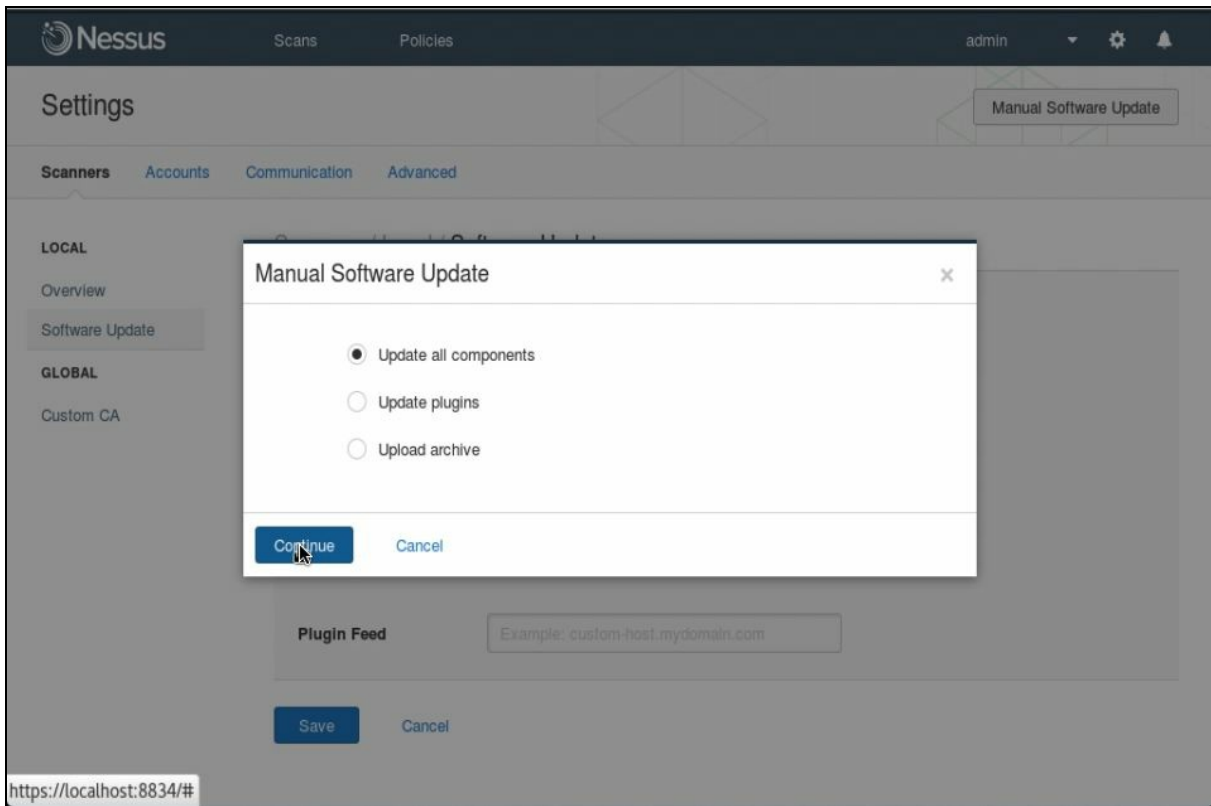 Nessus Scans Policies admin
Settings
Manual Software Update
Scanners Accounts Communication Advanced
LOCAL
Overview
Software Update
GLOBAL
Custom CA
Manual Software Update ×
Update all components
Update plugins
Upload archive
Continue Cancel
Plugin Feed Example: custom-host.mydomain.com
Save Cancel
https://localhost:8834/#